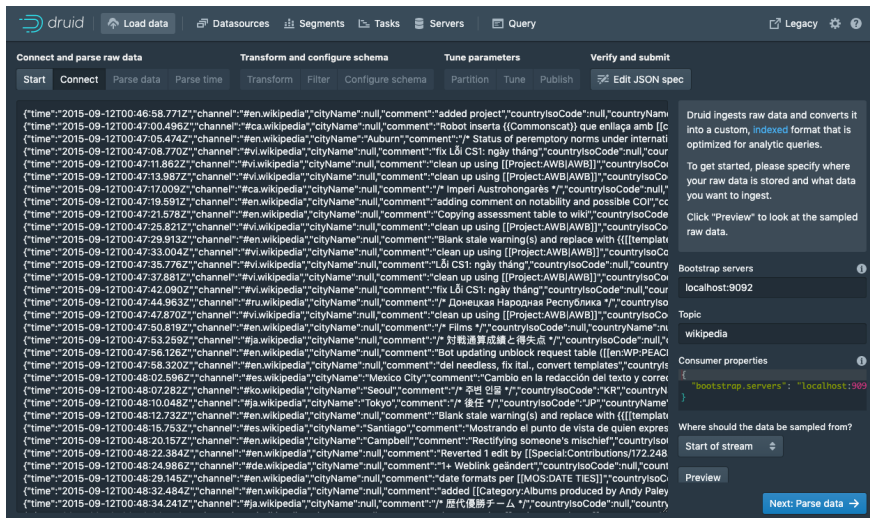 druid Load data Datasources Segments Tasks Servers Query Legacy
Connect and parse raw data Transform and configure schema Tune parameters Verify and submit
Start Connect Parse data Parse time Transform Filter Configure schema Partition Tune Publish Edit JSON spec
{"time":"2015-09-12T00:46:58.771Z","channel":"#en.wikipedia","cityName":null,"comment":"added project","countryIsoCode":null,"countryName
{"time":"2015-09-12T00:47:00.496Z","channel":"#ca.wikipedia","cityName":null,"comment":"Robot inserta {{Commonscat}} que enllaça amb [[c
{"time":"2015-09-12T00:47:05.474Z","channel":"#en.wikipedia","cityName":"Auburn","comment":"/* Status of peremptory norms under internati
{"time":"2015-09-12T00:47:08.770Z","channel":"#vi.wikipedia","cityName":null,"comment":"fix Lỗi CS1: ngày tháng","countryIsoCode":null,"cour
{"time":"2015-09-12T00:47:11.862Z","channel":"#vi.wikipedia","cityName":null,"comment":"clean up using [[Project:AWB|AWB]]","countryIsoCo
{"time":"2015-09-12T00:47:13.987Z","channel":"#vi.wikipedia","cityName":null,"comment":"clean up using [[Project:AWB|AWB]]","countryIsoCo
{"time":"2015-09-12T00:47:17.009Z","channel":"#ca.wikipedia","cityName":null,"comment":"/* Imperi Austrohongarès */","countryIsoCode":null,
{"time":"2015-09-12T00:47:19.591Z","channel":"#en.wikipedia","cityName":null,"comment":"adding comment on notability and possible COI","cc
{"time":"2015-09-12T00:47:21.578Z","channel":"#en.wikipedia","cityName":null,"comment":"Copying assessment table to wiki","countryIsoCode
{"time":"2015-09-12T00:47:25.821Z","channel":"#vi.wikipedia","cityName":null,"comment":"clean up using [[Project:AWB|AWB]]","countryIsoCo
{"time":"2015-09-12T00:47:29.913Z","channel":"#en.wikipedia","cityName":null,"comment":"Blank stale warning(s) and replace with {{[[template
{"time":"2015-09-12T00:47:33.004Z","channel":"#vi.wikipedia","cityName":null,"comment":"clean up using [[Project:AWB|AWB]]","countryIsoCo
{"time":"2015-09-12T00:47:35.776Z","channel":"#vi.wikipedia","cityName":null,"comment":"Lỗi CS1: ngày tháng","countryIsoCode":null,"country
{"time":"2015-09-12T00:47:37.881Z","channel":"#vi.wikipedia","cityName":null,"comment":"clean up using [[Project:AWB|AWB]]","countryIsoCo
{"time":"2015-09-12T00:47:42.090Z","channel":"#vi.wikipedia","cityName":null,"comment":"fix Lỗi CS1: ngày tháng","countryIsoCode":null,"cour
{"time":"2015-09-12T00:47:44.963Z","channel":"#ru.wikipedia","cityName":null,"comment":"/* Донецкая Народная Республика */","countryIso
{"time":"2015-09-12T00:47:47.870Z","channel":"#vi.wikipedia","cityName":null,"comment":"clean up using [[Project:AWB|AWB]]","countryIsoCo
{"time":"2015-09-12T00:47:50.819Z","channel":"#en.wikipedia","cityName":null,"comment":"/* Films */","countryIsoCode":null,"countryName":nu
{"time":"2015-09-12T00:47:53.259Z","channel":"#ja.wikipedia","cityName":null,"comment":"/* 対戦通算成績と得失点 */","countryIsoCode":null,"c
{"time":"2015-09-12T00:47:56.126Z","channel":"#en.wikipedia","cityName":null,"comment":"Bot updating unblock request table ([[en:WP:PEACI
{"time":"2015-09-12T00:47:58.320Z","channel":"#en.wikipedia","cityName":null,"comment":"del needless, fix ital., convert templates","countryIsc
{"time":"2015-09-12T00:48:02.596Z","channel":"#es.wikipedia","cityName":"Mexico City","comment":"Cambio en la redacción del texto y correc
{"time":"2015-09-12T00:48:07.282Z","channel":"#ko.wikipedia","cityName":"Seoul","comment":"/* 주변 인물 */","countryIsoCode":"KR","countryN
{"time":"2015-09-12T00:48:10.048Z","channel":"#ja.wikipedia","cityName":"Tokyo","comment":"/* 後任 */","countryIsoCode":"JP","countryName"
{"time":"2015-09-12T00:48:12.732Z","channel":"#en.wikipedia","cityName":null,"comment":"Blank stale warning(s) and replace with {{[[template
{"time":"2015-09-12T00:48:15.753Z","channel":"#es.wikipedia","cityName":"Santiago","comment":"Mostrando el punto de vista de quien expres
{"time":"2015-09-12T00:48:20.157Z","channel":"#en.wikipedia","cityName":"Campbell","comment":"Rectifying someone's mischief","countryIsol
{"time":"2015-09-12T00:48:22.384Z","channel":"#en.wikipedia","cityName":null,"comment":"Reverted 1 edit by [[Special:Contributions/172.248.
{"time":"2015-09-12T00:48:24.986Z","channel":"#de.wikipedia","cityName":null,"comment":"1+ Weblink geändert","countryIsoCode":null,"count
{"time":"2015-09-12T00:48:29.145Z","channel":"#en.wikipedia","cityName":null,"comment":"date formats per [[MOS:DATE TIES]]","countryIsoC
{"time":"2015-09-12T00:48:32.484Z","channel":"#en.wikipedia","cityName":null,"comment":"added [[Category:Albums produced by Andy Paley
{"time":"2015-09-12T00:48:34.241Z","channel":"#ja.wikipedia","cityName":null,"comment":"/* 歴代優勝チーム */","countryIsoCode":null,"country
Druid ingests raw data and converts it
into a custom, indexed format that is
optimized for analytic queries.
To get started, please specify where
your raw data is stored and what data
you want to ingest.
Click "Preview" to look at the sampled
raw data.
Bootstrap servers
localhost:9092
Topic
wikipedia
Consumer properties
{
"bootstrap.servers": "localhost:909
}
Where should the data be sampled from?
Start of stream
Preview
Next: Parse data